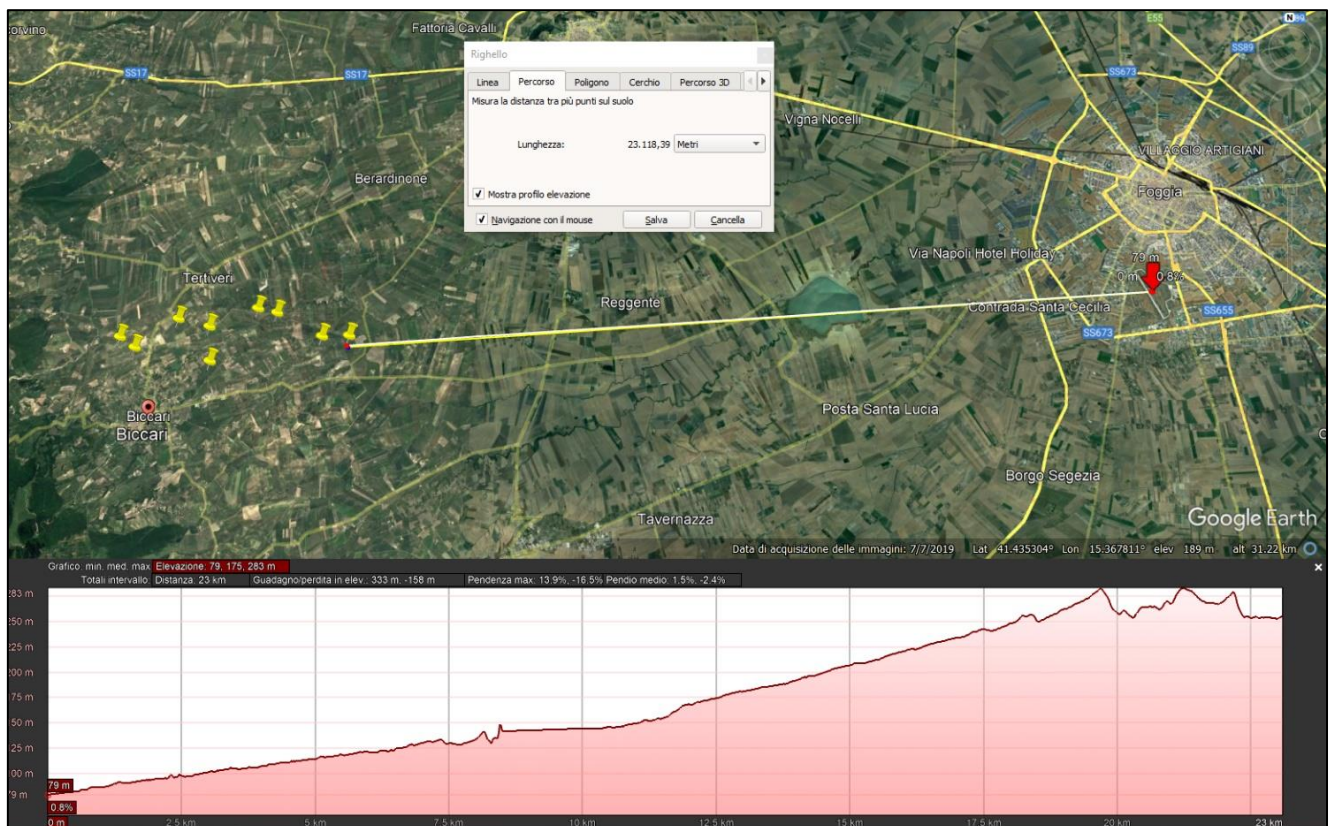 corvino
Fattoria Cavalli
E55
N
SS89
SS17
SS17
SS673
Righello
Linea Percorso Poligono Cerchio Percorso 3D
Misura la distanza tra più punti sul suolo
Lunghezza: 23.118,39 Metri
Mostra profilo elevazione
Navigazione con il mouse Salva Cancella
Vigna Nocelli
VILLAGGIO ARTIGIANI
Berardinone
Foggia
Via Napoli Hotel Holiday
79 m
0 m 0.8%
Tertiveri
Reggente
Contrada Santa Cecilia
SS655
SS673
Biccari
Biccari
Posta Santa Lucia
Borgo Segezia
Tavernazza
Google Earth
Data di acquisizione delle immagini: 7/7/2019 Lat 41.435304° Lon 15.367811° elev 189 m alt 31.22 km
Grafico: min. med. max Elevazione: 79, 175, 283 m
Totali intervallo: Distanza: 23 km Guadagno/perdita in elev.: 333 m, -158 m Pendenza max: 13.9%, -16.5% Pendio medio: 1.5%, -2.4%
283 m
250 m
225 m
200 m
175 m
150 m
125 m
100 m
79 m
79 m
0.8%
0 m 2.5 km 5 km 7.5 km 10 km 12.5 km 15 km 17.5 km 20 km 23 km